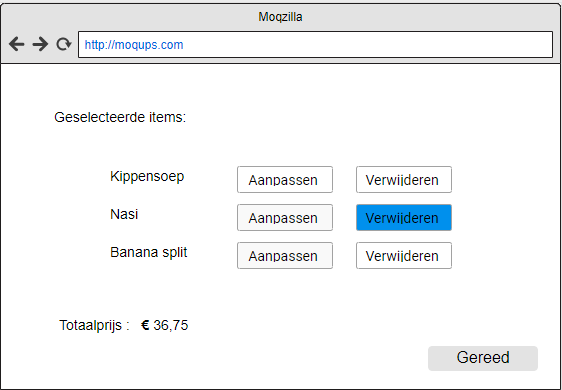 Moqzilla
http://moqups.com
Geselecteerde items:
Kippensoep Aanpassen Verwijderen
Nasi Aanpassen Verwijderen
Banana split Aanpassen Verwijderen
Totaalprijs : € 36,75
Gereed